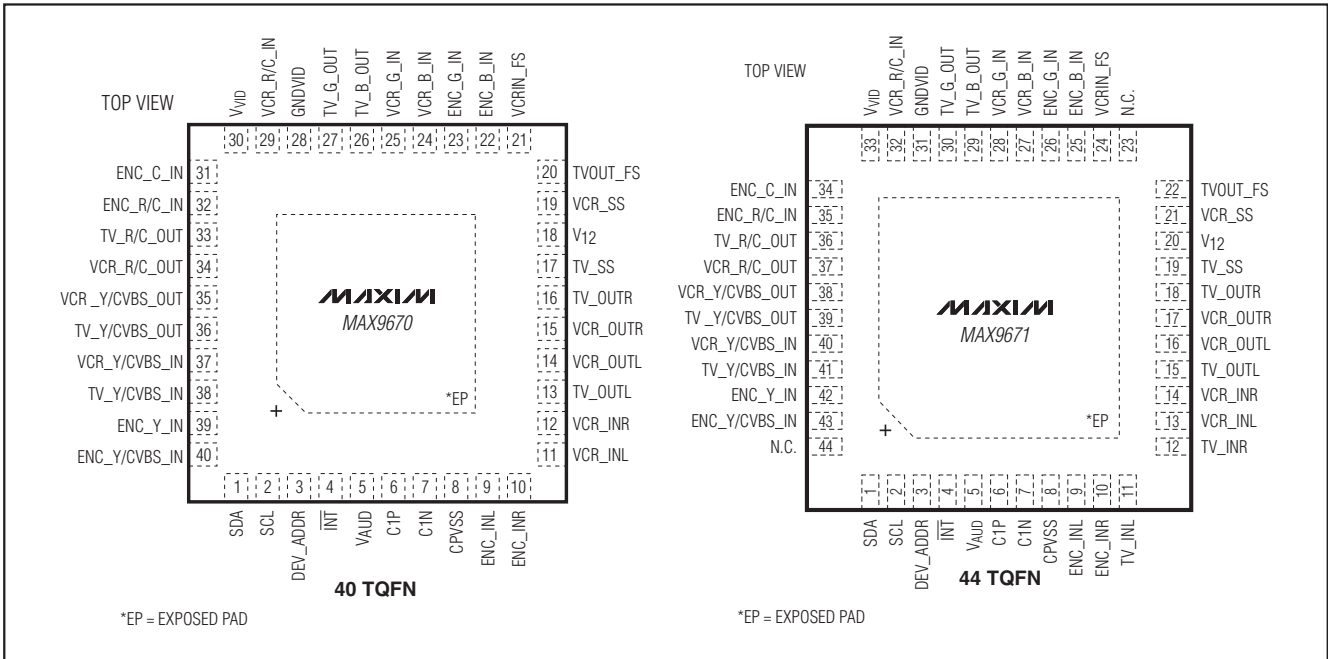 TOP VIEW
VVID
VCR_R/C_IN
GNDVID
TV_G_OUT
TV_B_OUT
VCR_G_IN
VCR_B_IN
ENC_G_IN
ENC_B_IN
VCRIN_FS
30 29 28 27 26 25 24 23 22 21
ENC_C_IN 31
ENC_R/C_IN 32
TV_R/C_OUT 33
VCR_R/C_OUT 34
VCR _Y/CVBS_OUT 35
TV_Y/CVBS_OUT 36
VCR_Y/CVBS_IN 37
TV_Y/CVBS_IN 38
ENC_Y_IN 39
ENC_Y/CVBS_IN 40
MAXIM
MAX9670
*EP
+
20 TVOUT_FS
19 VCR_SS
18 V12
17 TV_SS
16 TV_OUTR
15 VCR_OUTR
14 VCR_OUTL
13 TV_OUTL
12 VCR_INR
11 VCR_INL
1 2 3 4 5 6 7 8 9 10
SDA
SCL
DEV_ADDR
INT
VAUD
C1P
C1N
CPVSS
ENC_INL
ENC_INR
40 TQFN
*EP = EXPOSED PAD
TOP VIEW
VVID
VCR_R/C_IN
GNDVID
TV_G_OUT
TV_B_OUT
VCR_G_IN
VCR_B_IN
ENC_G_IN
ENC_B_IN
VCRIN_FS
N.C.
33 32 31 30 29 28 27 26 25 24 23
ENC_C_IN 34
ENC_R/C_IN 35
TV_R/C_OUT 36
VCR_R/C_OUT 37
VCR_Y/CVBS_OUT 38
TV _Y/CVBS_OUT 39
VCR_Y/CVBS_IN 40
TV_Y/CVBS_IN 41
ENC_Y_IN 42
ENC_Y/CVBS_IN 43
N.C. 44
MAXIM
MAX9671
*EP
+
22 TVOUT_FS
21 VCR_SS
20 V12
19 TV_SS
18 TV_OUTR
17 VCR_OUTR
16 VCR_OUTL
15 TV_OUTL
14 VCR_INR
13 VCR_INL
12 TV_INR
1 2 3 4 5 6 7 8 9 10 11
SDA
SCL
DEV_ADDR
INT
VAUD
C1P
C1N
CPVSS
ENC_INL
ENC_INR
TV_INL
44 TQFN
*EP = EXPOSED PAD